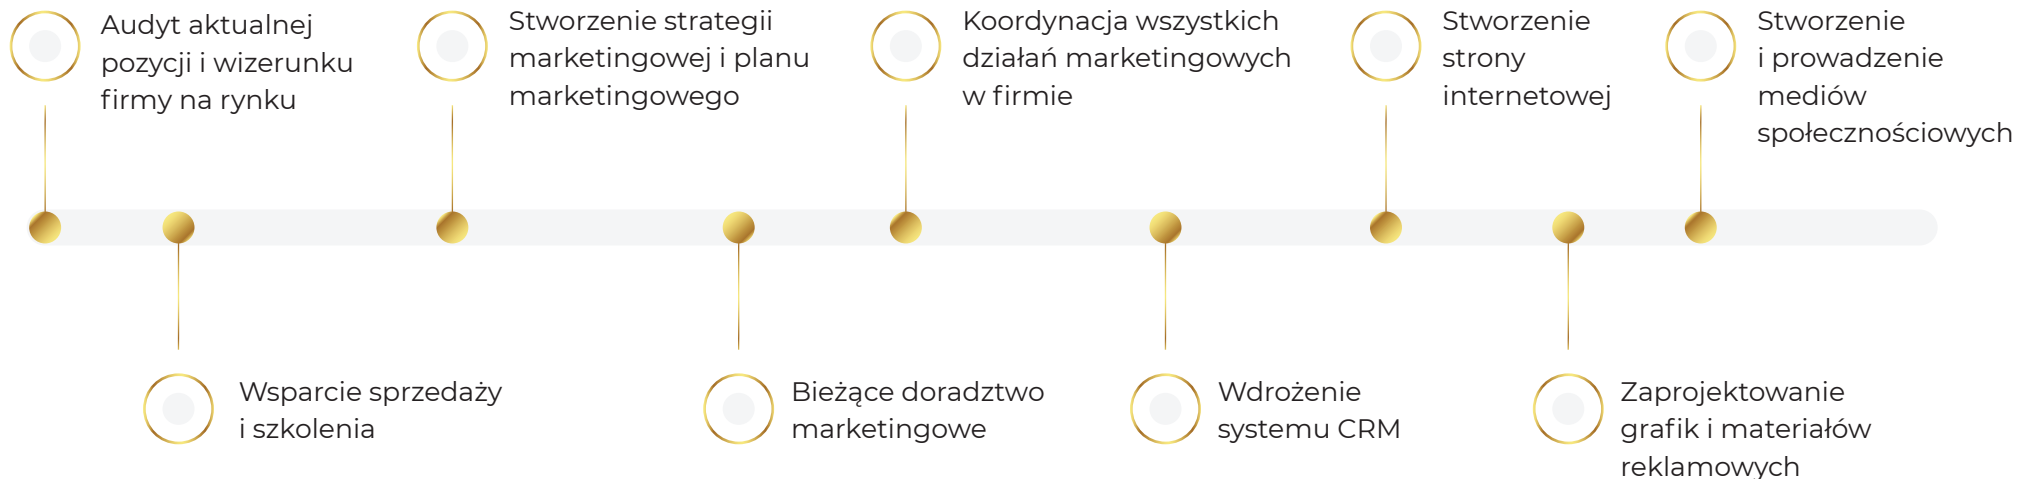 Audyt aktualnej
pozycji i wizerunku
firmy na rynku
Stworzenie strategii
marketingowej i planu
marketingowego
Koordynacja wszystkich
działań marketingowych
w firmie
Stworzenie
strony
internetowej
Stworzenie
i prowadzenie
mediów
społecznościowych
Wsparcie sprzedaży
i szkolenia
Bieżące doradztwo
marketingowe
Wdrożenie
systemu CRM
Zaprojektowanie
grafik i materiałów
reklamowych